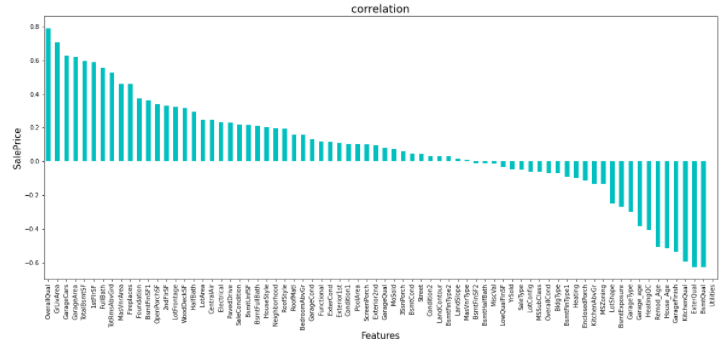 correlation
0.8
0.6
0.4
0.2
0.0
−0.2
−0.4
−0.6
SalePrice
OverallQual
GrLivArea
GarageCars
GarageArea
TotalBsmtSF
1stFlrSF
FullBath
TotRmsAbvGrd
MasVnrArea
Fireplaces
Foundation
BsmtFinSF1
OpenPorchSF
2ndFlrSF
LotFrontage
WoodDeckSF
HalfBath
LotArea
CentralAir
Electrical
PavedDrive
SaleCondition
BsmtUnfSF
BsmtFullBath
HouseStyle
Neighborhood
RoofStyle
RoofMatl
BedroomAbvGr
GarageCond
Functional
ExterCond
Exterior1st
Condition1
PoolArea
ScreenPorch
Exterior2nd
GarageQual
MoSold
3SsnPorch
BsmtCond
Street
Condition2
LandContour
BsmtFinType2
LandSlope
MasVnrType
BsmtFinSF2
BsmtHalfBath
MiscVal
LowQualFinSF
YrSold
SaleType
LotConfig
MSSubClass
OverallCond
BldgType
BsmtFinType1
Heating
EnclosedPorch
KitchenAbvGr
MSZoning
LotShape
BsmtExposure
GarageType
Garage_age
HeatingQC
Remod_Age
House_Age
GarageFinish
KitchenQual
ExterQual
BsmtQual
Utilities
Features